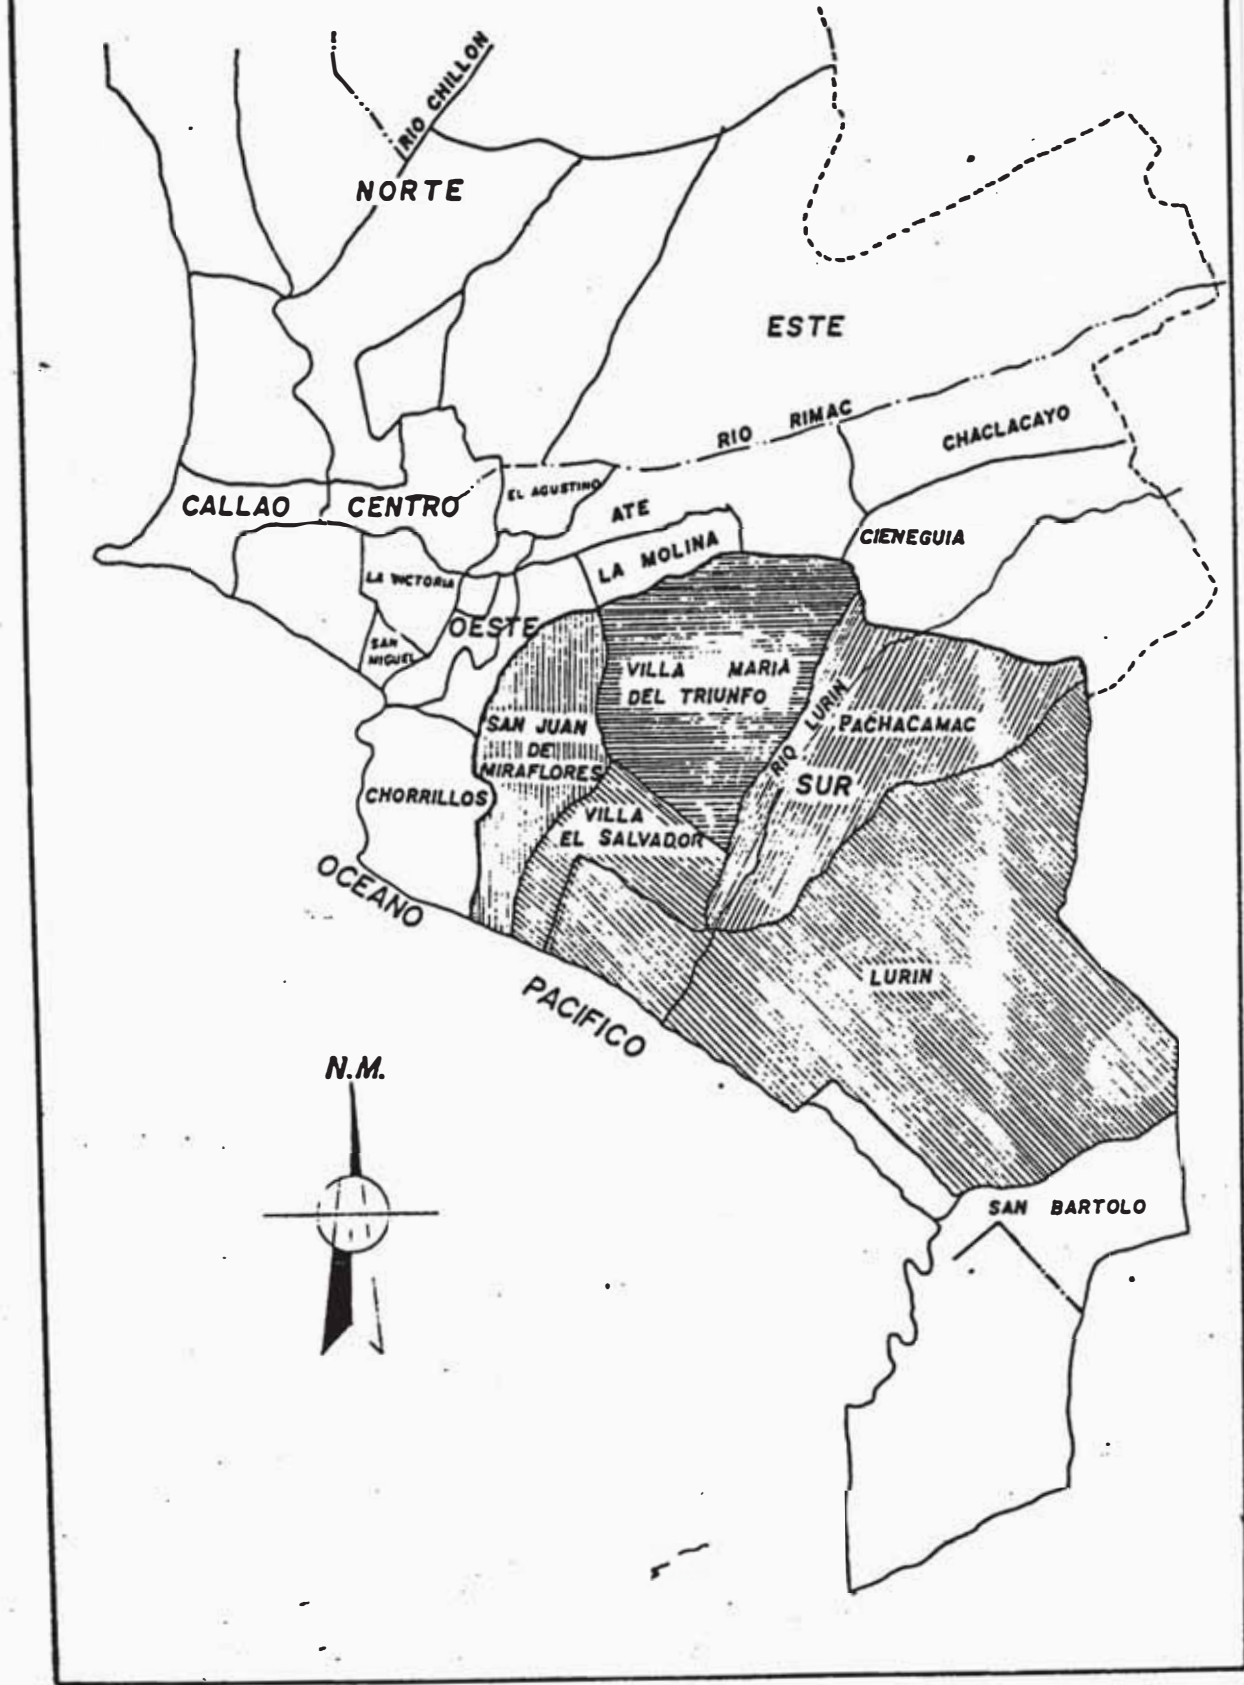 RIO CHILLON
NORTE
ESTE
RIO RIMAC
CHACLACAYO
CALLAO
CENTRO
EL AGUSTINO
ATE
CIENEGUIA
LA MOLINA
LA VICTORIA
OESTE
SAN
MIGUEL
VILLA MARIA
DEL TRIUNFO
RIO LURIN
PACHACAMAC
SAN JUAN
DE
MIRAFLORES
SUR
CHORRILLOS
VILLA
EL SALVADOR
OCEANO
PACIFICO
LURIN
N.M.
SAN BARTOLO